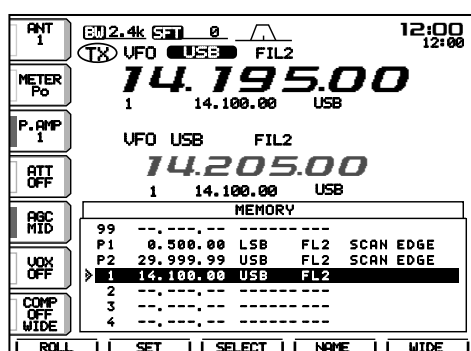 ANT 1
BW 2.4k SFT 0 12:00
12:00
TX VFO USB FIL2
METER Po
14.195.00
1 14.100.00 USB
P.AMP 1
VFO USB FIL2
ATT OFF
14.205.00
1 14.100.00 USB
AGC MID
MEMORY
99 --.---.-- ------ ---
P1 0.500.00 LSB FL2 SCAN EDGE
VOX OFF
P2 29.999.99 USB FL2 SCAN EDGE
1 14.100.00 USB FL2
2 --.---.-- ------ ---
COMP OFF WIDE
3 --.---.-- ------ ---
4 --.---.-- ------ ---
ROLL SET SELECT NAME WIDE